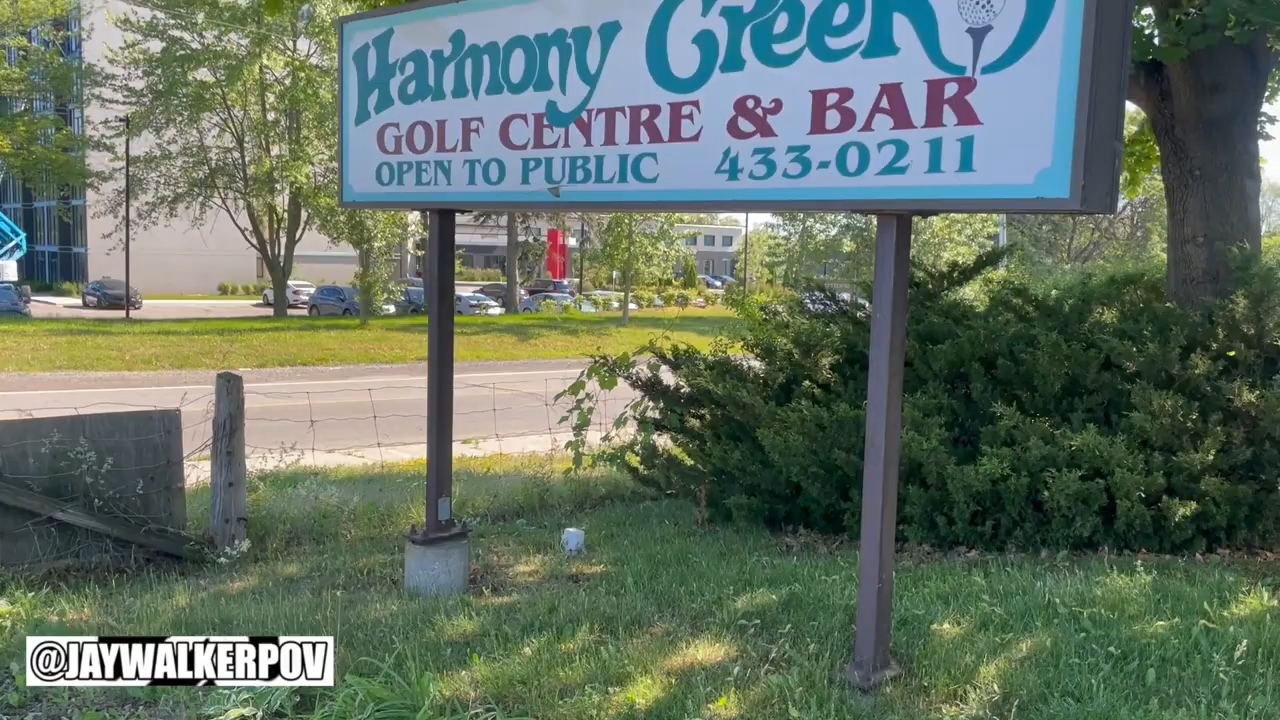 Harmony Creek
GOLF CENTRE & BAR
OPEN TO PUBLIC 433-0211
@JAYWALKERPOV